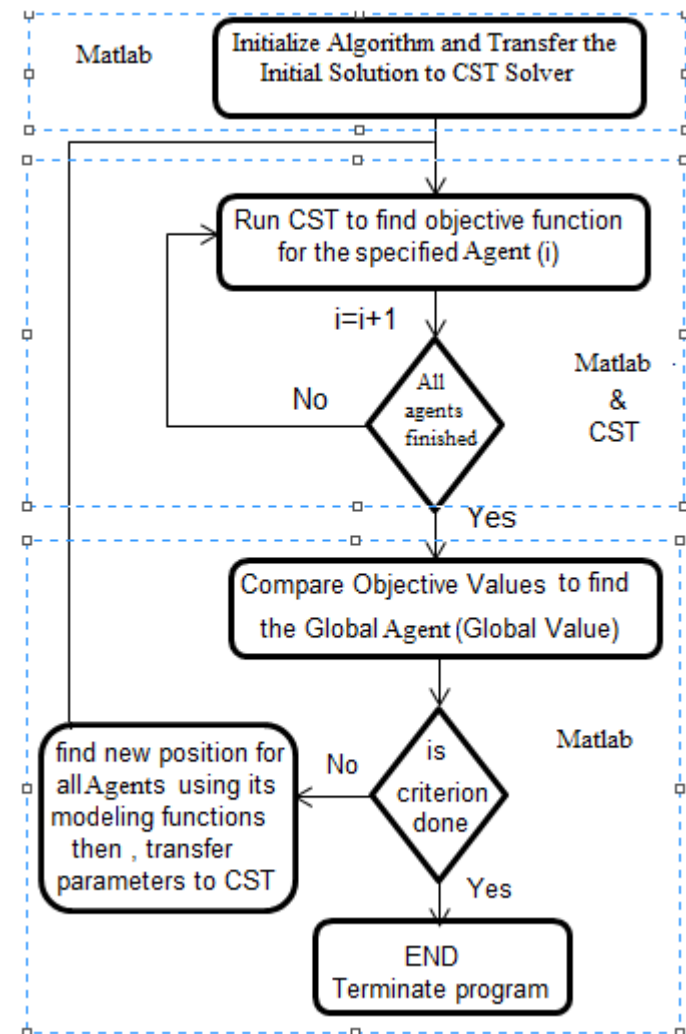 Matlab
Initialize Algorithm and Transfer the
Initial Solution to CST Solver
Run CST to find objective function
for the specified Agent (i)
i=i+1
All
agents
finished
No
Matlab
&
CST
Yes
Compare Objective Values to find
the Global Agent (Global Value)
is
criterion
done
No
Matlab
find new position for
all Agents using its
modeling functions
then , transfer
parameters to CST
Yes
END
Terminate program